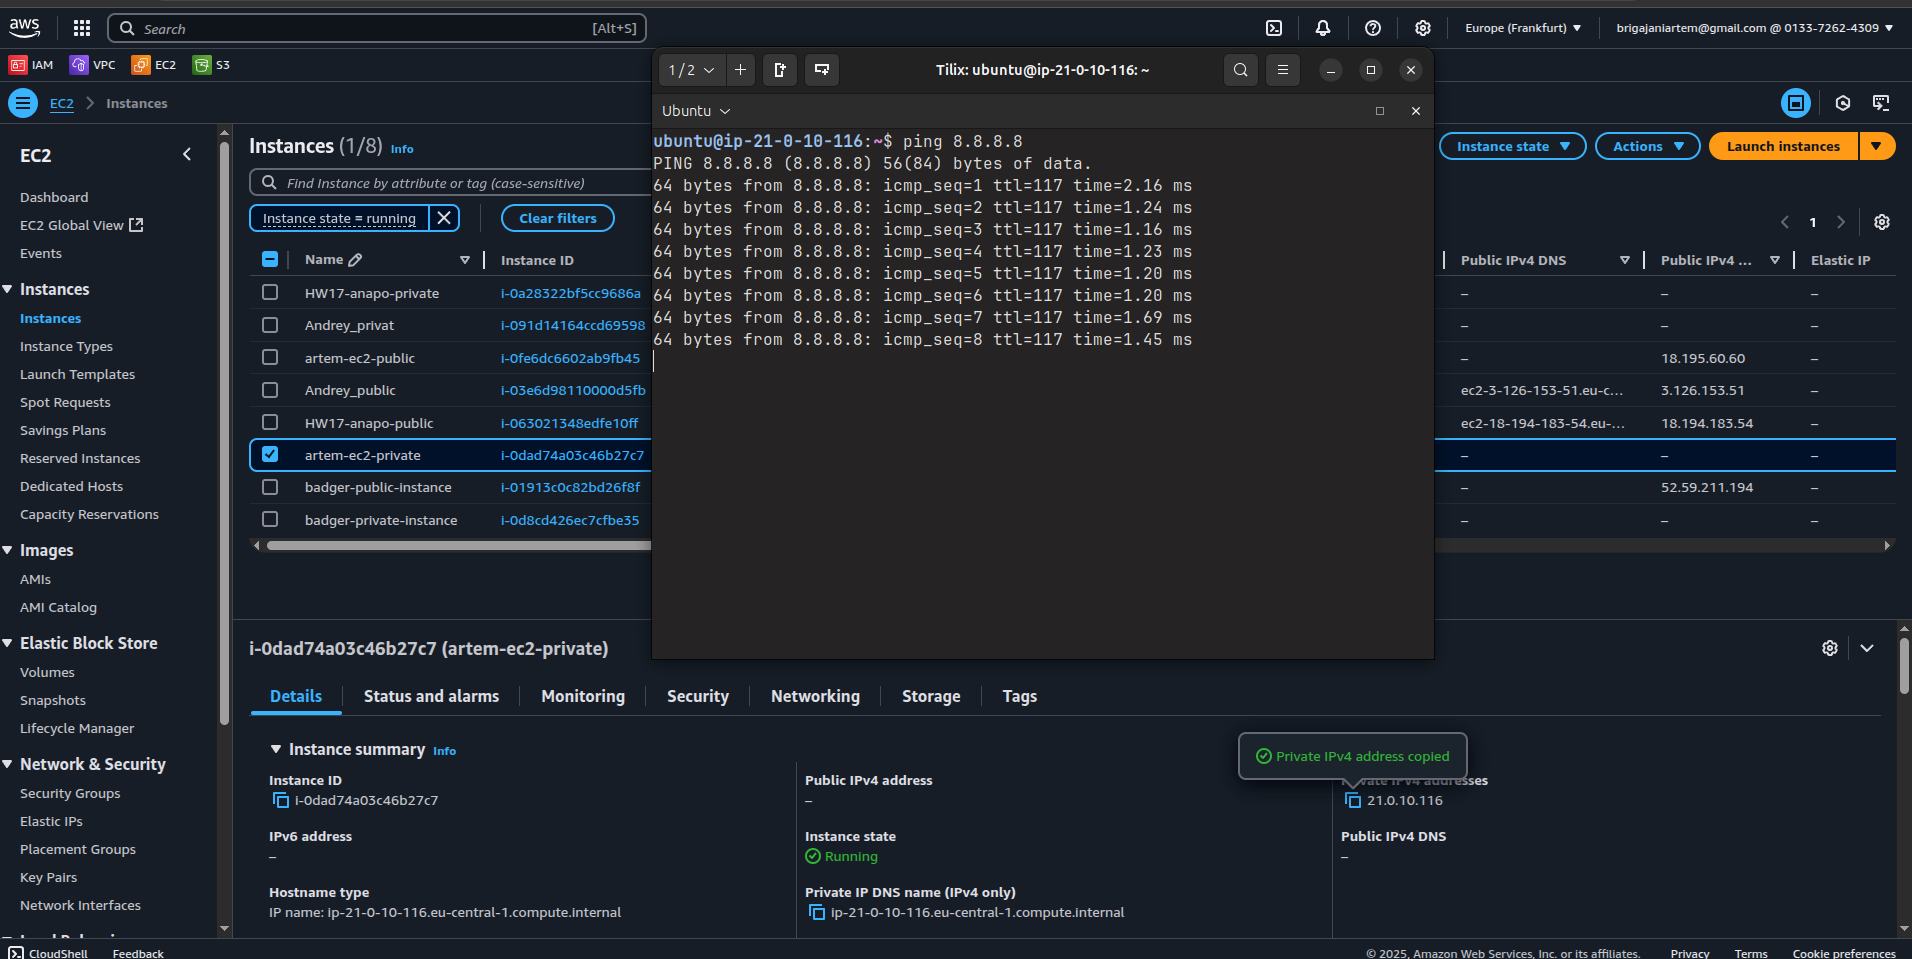 aws
Search [Alt+S]
Europe (Frankfurt)
brigajaniartem@gmail.com @ 0133-7262-4309
IAM VPC EC2 S3
EC2 Instances
EC2
Dashboard
EC2 Global View
Events
Instances
Instances
Instance Types
Launch Templates
Spot Requests
Savings Plans
Reserved Instances
Dedicated Hosts
Capacity Reservations
Images
AMIs
AMI Catalog
Elastic Block Store
Volumes
Snapshots
Lifecycle Manager
Network & Security
Security Groups
Elastic IPs
Placement Groups
Key Pairs
Network Interfaces
Instances (1/8) Info
Instance state Actions Launch instances
Find Instance by attribute or tag (case-sensitive)
Instance state = running
Clear filters
1
Name Instance ID Public IPv4 DNS Public IPv4 ... Elastic IP
HW17-anapo-private i-0a28322bf5cc9686a – – –
Andrey_privat i-091d14164ccd69598 – – –
artem-ec2-public i-0fe6dc6602ab9fb45 – 18.195.60.60 –
Andrey_public i-03e6d98110000d5fb ec2-3-126-153-51.eu-c... 3.126.153.51 –
HW17-anapo-public i-063021348edfe10ff ec2-18-194-183-54.eu-... 18.194.183.54 –
artem-ec2-private i-0dad74a03c46b27c7 – – –
badger-public-instance i-01913c0c82bd26f8f – 52.59.211.194 –
badger-private-instance i-0d8cd426ec7cfbe35 – – –
1 / 2
Tilix: ubuntu@ip-21-0-10-116: ~
Ubuntu
ubuntu@ip-21-0-10-116:~$ ping 8.8.8.8
PING 8.8.8.8 (8.8.8.8) 56(84) bytes of data.
64 bytes from 8.8.8.8: icmp_seq=1 ttl=117 time=2.16 ms
64 bytes from 8.8.8.8: icmp_seq=2 ttl=117 time=1.24 ms
64 bytes from 8.8.8.8: icmp_seq=3 ttl=117 time=1.16 ms
64 bytes from 8.8.8.8: icmp_seq=4 ttl=117 time=1.23 ms
64 bytes from 8.8.8.8: icmp_seq=5 ttl=117 time=1.20 ms
64 bytes from 8.8.8.8: icmp_seq=6 ttl=117 time=1.20 ms
64 bytes from 8.8.8.8: icmp_seq=7 ttl=117 time=1.69 ms
64 bytes from 8.8.8.8: icmp_seq=8 ttl=117 time=1.45 ms
i-0dad74a03c46b27c7 (artem-ec2-private)
Details Status and alarms Monitoring Security Networking Storage Tags
Instance summary Info
Private IPv4 address copied
Instance ID
i-0dad74a03c46b27c7
Public IPv4 address
–
Private IPv4 addresses
21.0.10.116
IPv6 address
–
Instance state
Running
Public IPv4 DNS
–
Hostname type
IP name: ip-21-0-10-116.eu-central-1.compute.internal
Private IP DNS name (IPv4 only)
ip-21-0-10-116.eu-central-1.compute.internal
CloudShell Feedback
© 2025, Amazon Web Services, Inc. or its affiliates. Privacy Terms Cookie preferences